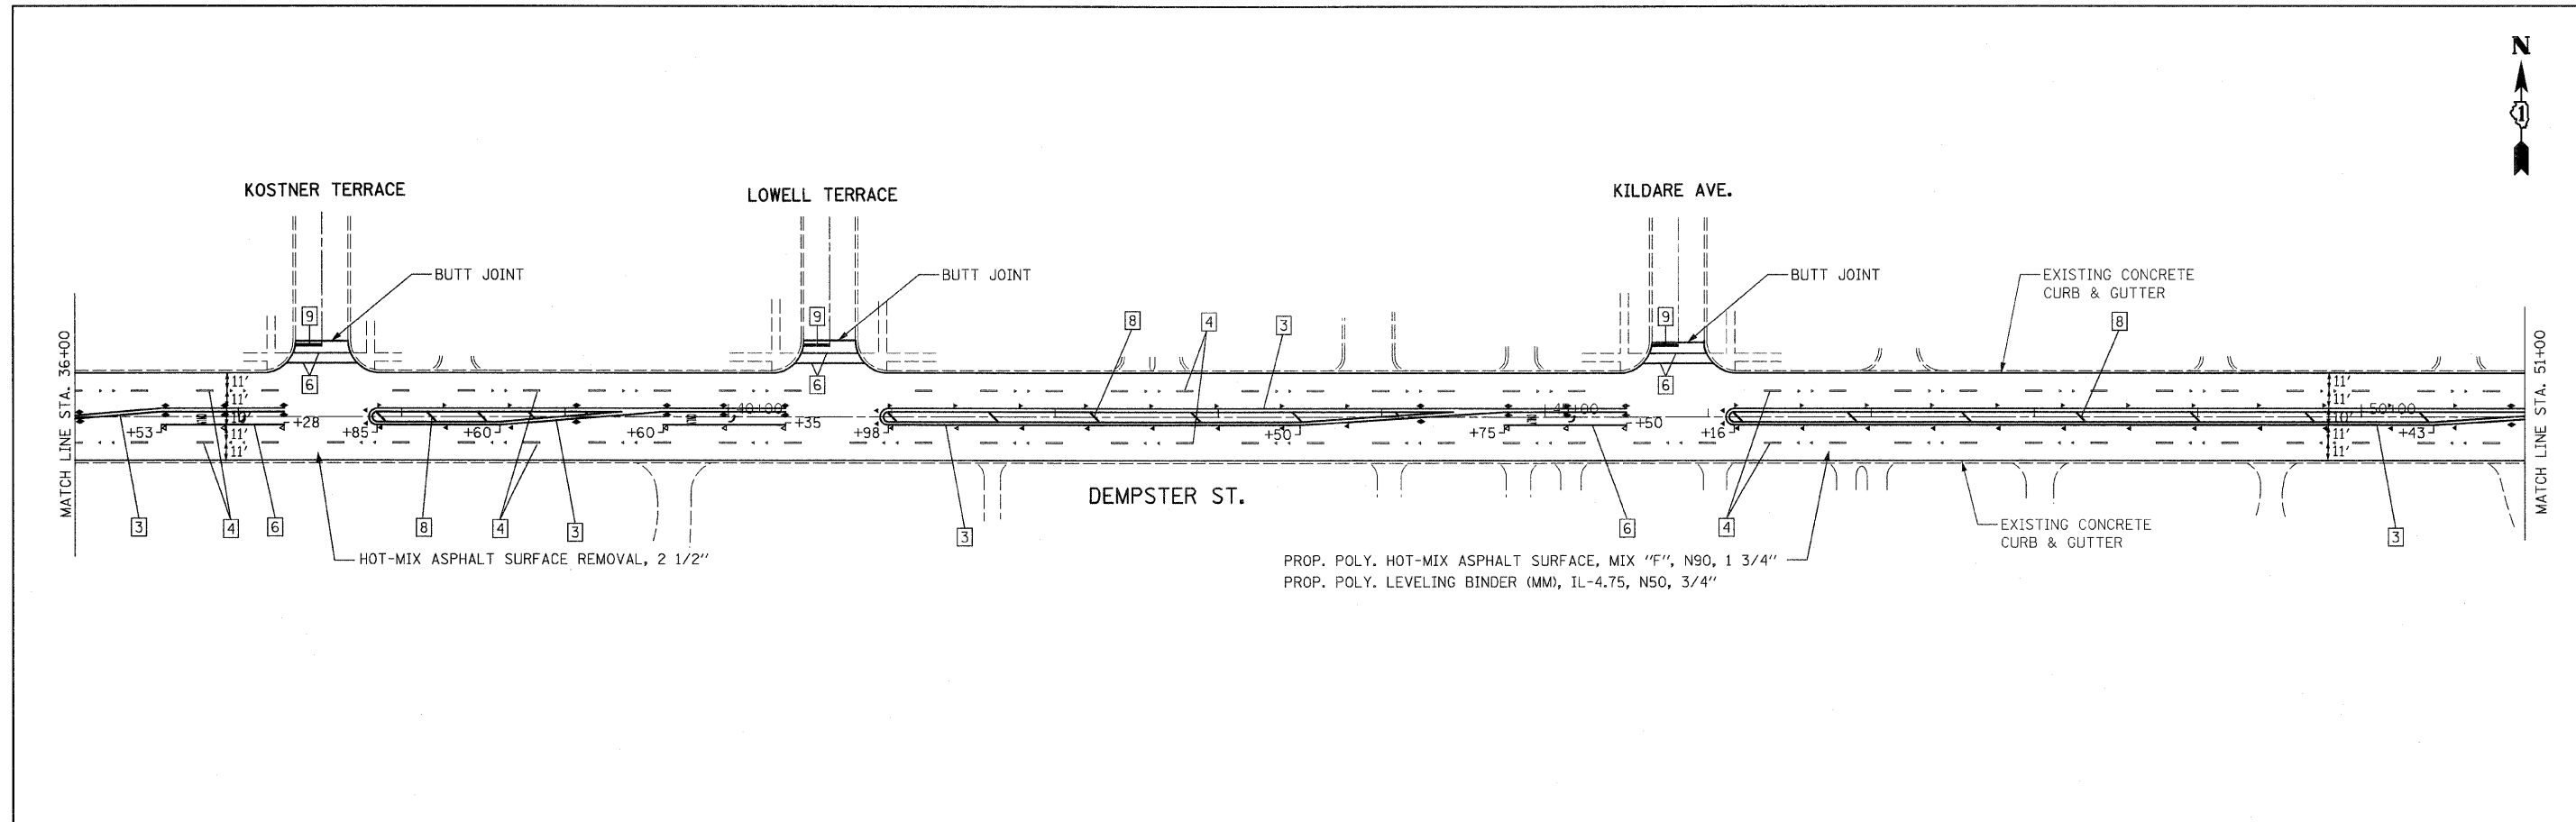 N
1
KOSTNER TERRACE
LOWELL TERRACE
KILDARE AVE.
BUTT JOINT
BUTT JOINT
BUTT JOINT
EXISTING CONCRETE
CURB & GUTTER
9
9
8
4
3
9
8
MATCH LINE STA. 36+00
MATCH LINE STA. 51+00
6
6
6
11'
11'
10'
11'
11'
11'
11'
10'
11'
11'
40+00
45+00
50+00
+53
+28
+85
+60
+60
+35
+98
+50
+75
+50
+16
+43
DEMPSTER ST.
3
4
6
8
4
3
3
6
4
3
EXISTING CONCRETE
CURB & GUTTER
HOT-MIX ASPHALT SURFACE REMOVAL, 2 1/2"
PROP. POLY. HOT-MIX ASPHALT SURFACE, MIX "F", N90, 1 3/4"
PROP. POLY. LEVELING BINDER (MM), IL-4.75, N50, 3/4"